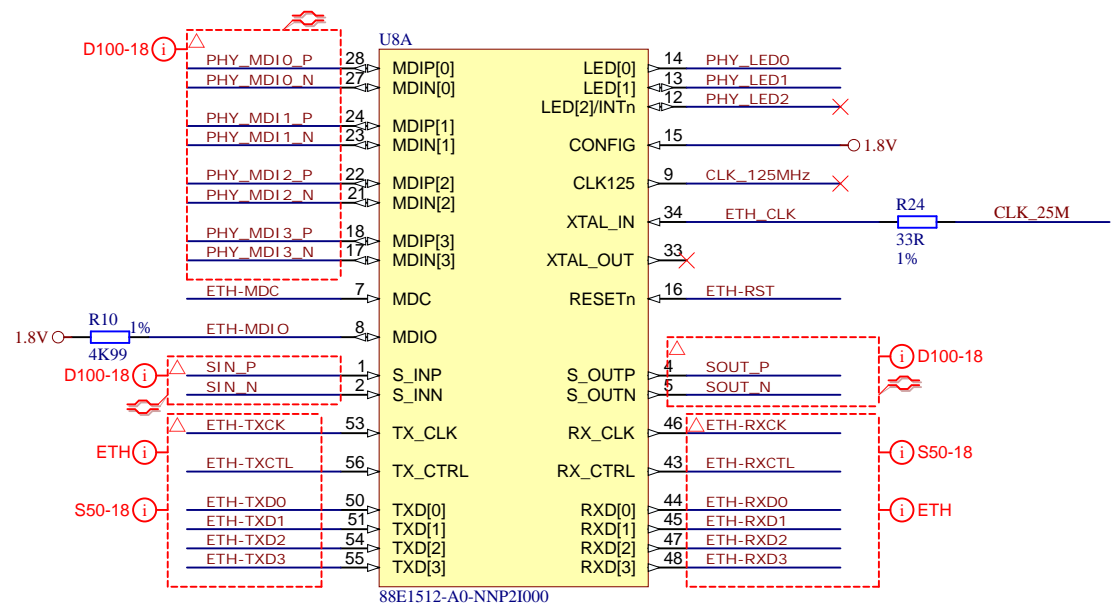 U8A
D100-18 i
PHY_MDI0_P 28 MDIP[0] LED[0] 14 PHY_LED0
PHY_MDI0_N 27 MDIN[0] LED[1] 13 PHY_LED1
LED[2]/INTn 12 PHY_LED2
PHY_MDI1_P 24 MDIP[1]
PHY_MDI1_N 23 MDIN[1] CONFIG 15 1.8V
PHY_MDI2_P 22 MDIP[2] CLK125 9 CLK_125MHz
PHY_MDI2_N 21 MDIN[2]
XTAL_IN 34 ETH_CLK R24 CLK_25M
33R
1%
PHY_MDI3_P 18 MDIP[3]
PHY_MDI3_N 17 MDIN[3] XTAL_OUT 33
ETH-MDC 7 MDC RESETn 16 ETH-RST
1.8V R10 1% ETH-MDIO 8 MDIO
4K99
D100-18 i SIN_P 1 S_INP S_OUTP 4 SOUT_P i D100-18
SIN_N 2 S_INN S_OUTN 5 SOUT_N
ETH-TXCK 53 TX_CLK RX_CLK 46 ETH-RXCK
ETH i i S50-18
ETH-TXCTL 56 TX_CTRL RX_CTRL 43 ETH-RXCTL
S50-18 i ETH-TXD0 50 TXD[0] RXD[0] 44 ETH-RXD0 i ETH
ETH-TXD1 51 TXD[1] RXD[1] 45 ETH-RXD1
ETH-TXD2 54 TXD[2] RXD[2] 47 ETH-RXD2
ETH-TXD3 55 TXD[3] RXD[3] 48 ETH-RXD3
88E1512-A0-NNP2I000